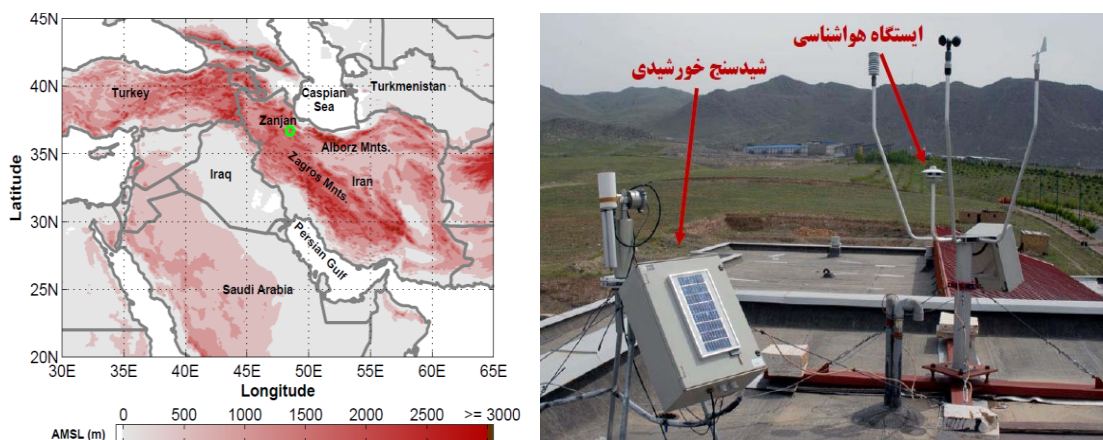 45N
40N
35N
30N
25N
20N
Latitude
30E 35E 40E 45E 50E 55E 60E 65E
Longitude
Turkey
Caspian
Sea
Turkmenistan
Zanjan
Alborz Mnts.
Zagros Mnts.
Iran
Iraq
Persian Gulf
Saudi Arabia
0 500 1000 1500 2000 2500 >= 3000
AMSL (m)
ایستگاه هواشناسی
شیدسنج خورشیدی